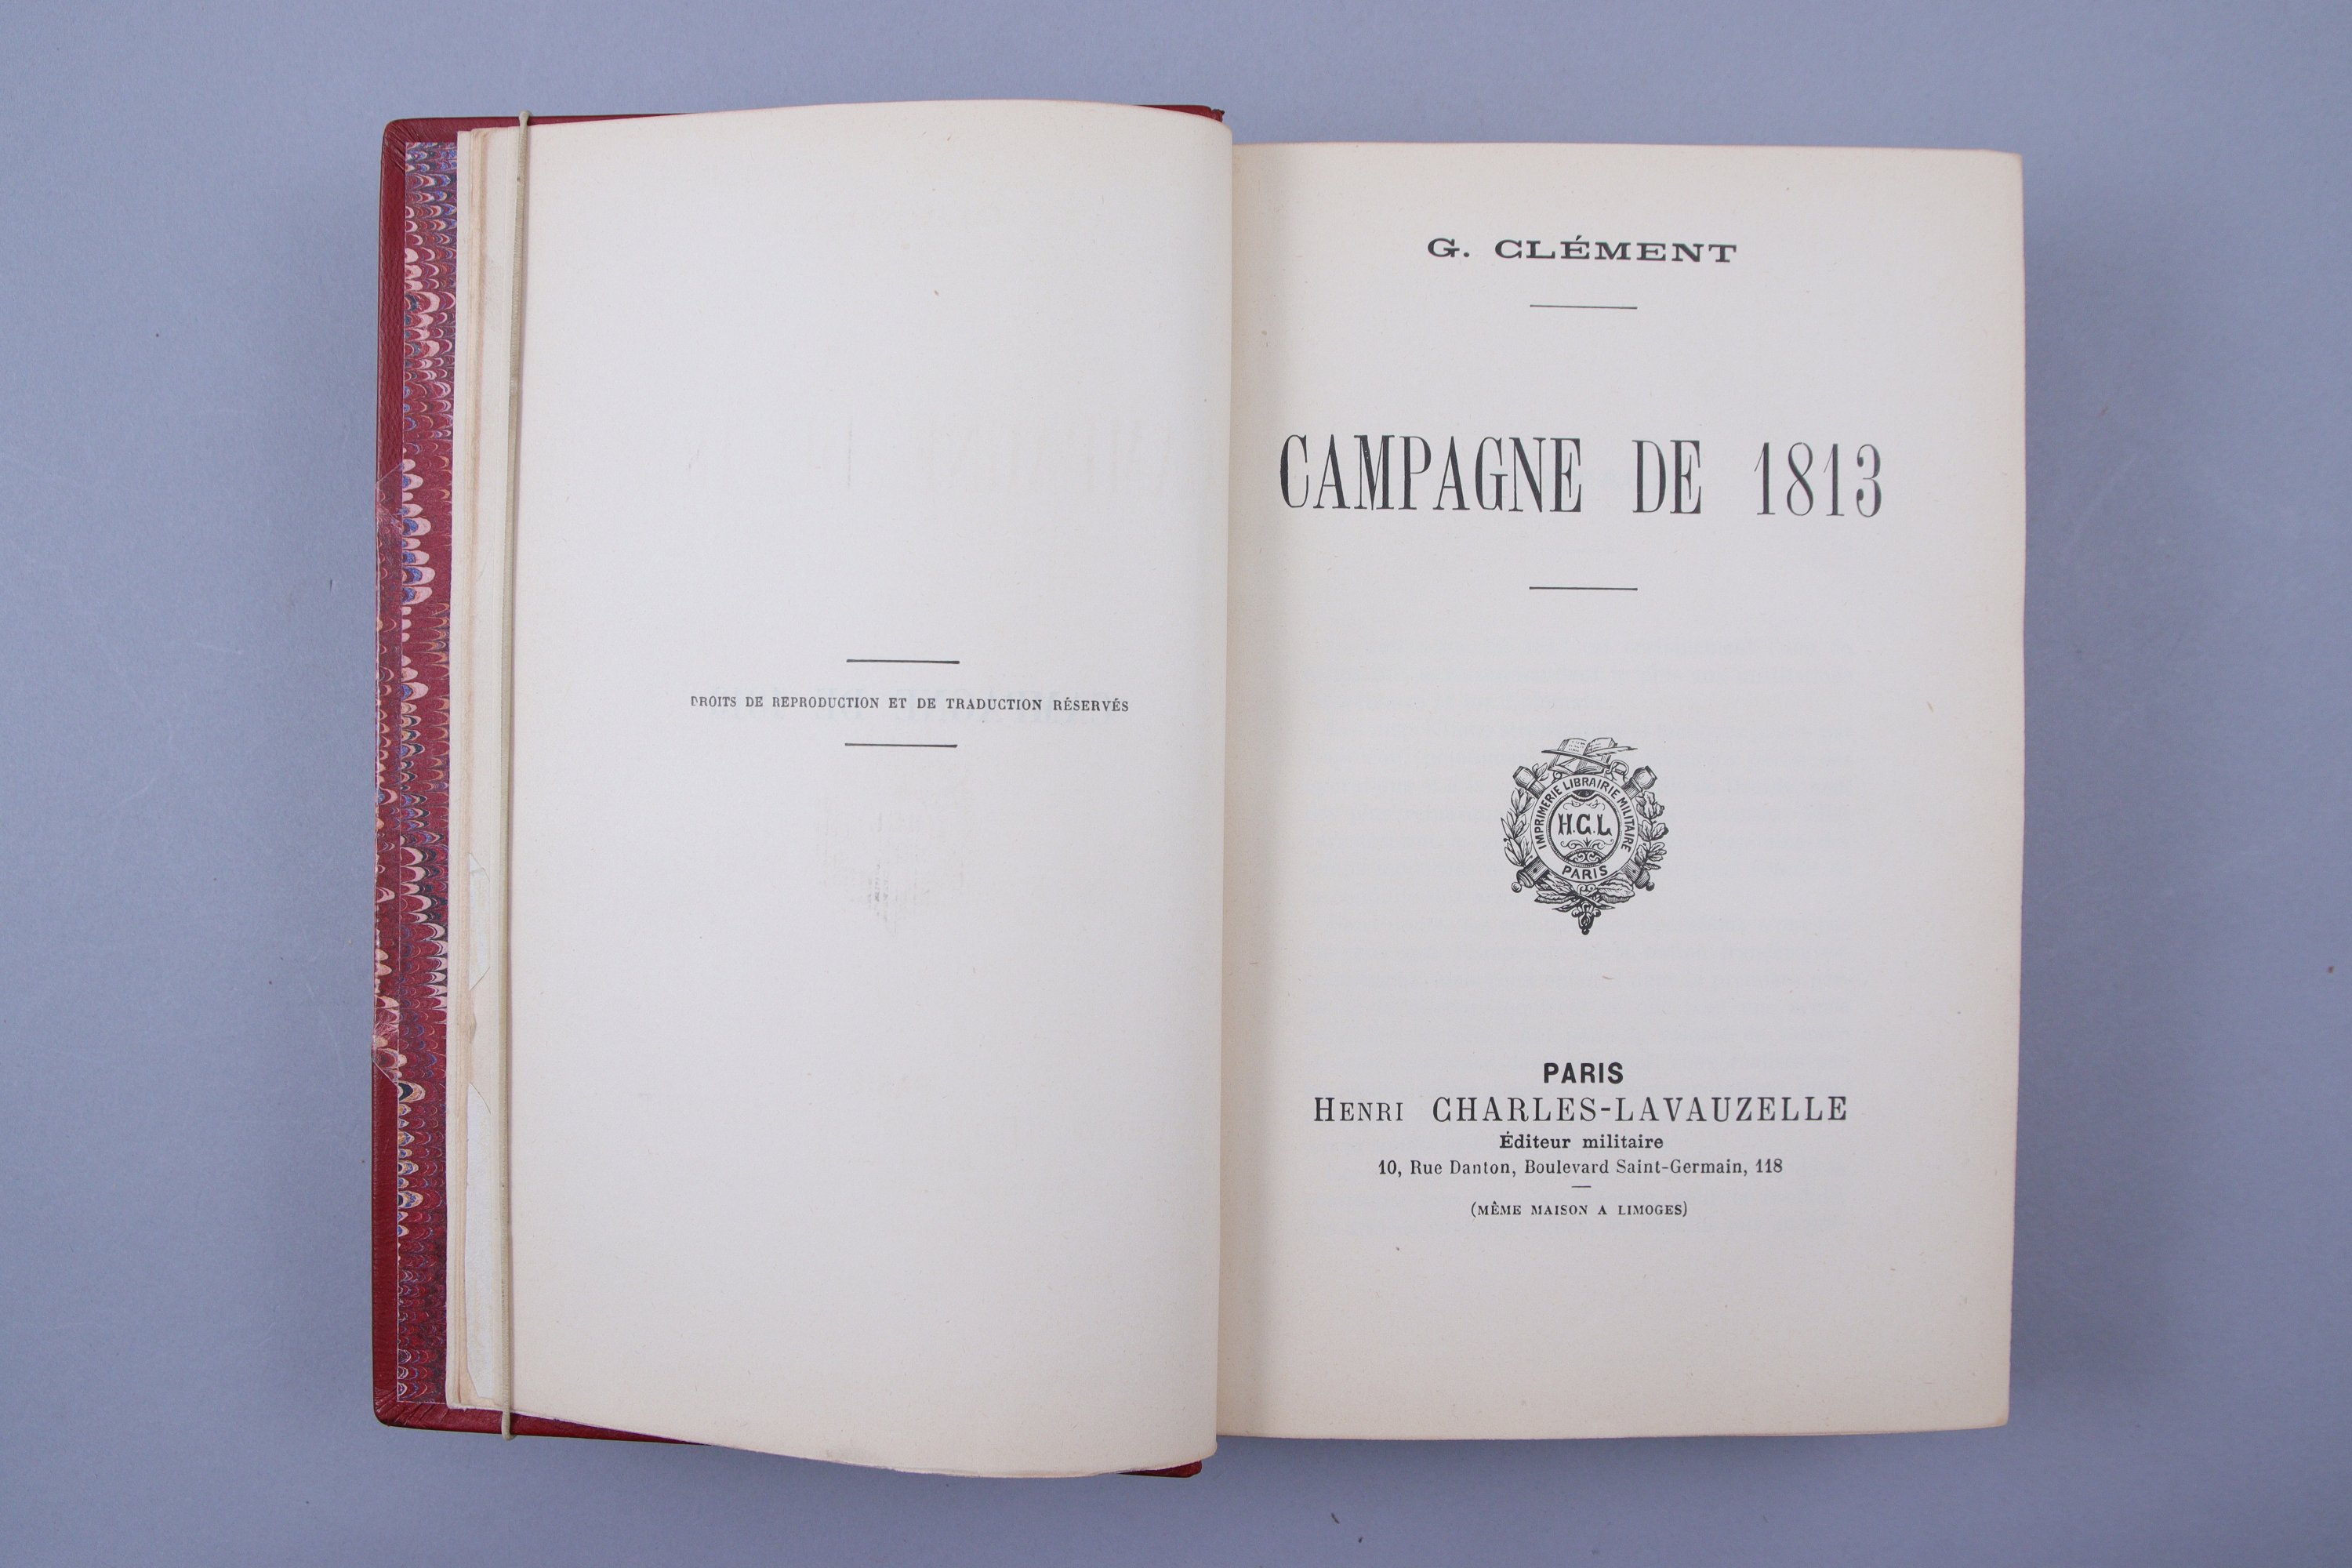 DROITS DE REPRODUCTION ET DE TRADUCTION RÉSERVÉS
G. CLÉMENT
CAMPAGNE DE 1813
IMPRIMERIE LIBRAIRIE MILITAIRE
H.C.L
PARIS
PARIS
HENRI CHARLES-LAVAUZELLE
Éditeur militaire
10, Rue Danton, Boulevard Saint-Germain, 118
(MÊME MAISON A LIMOGES)